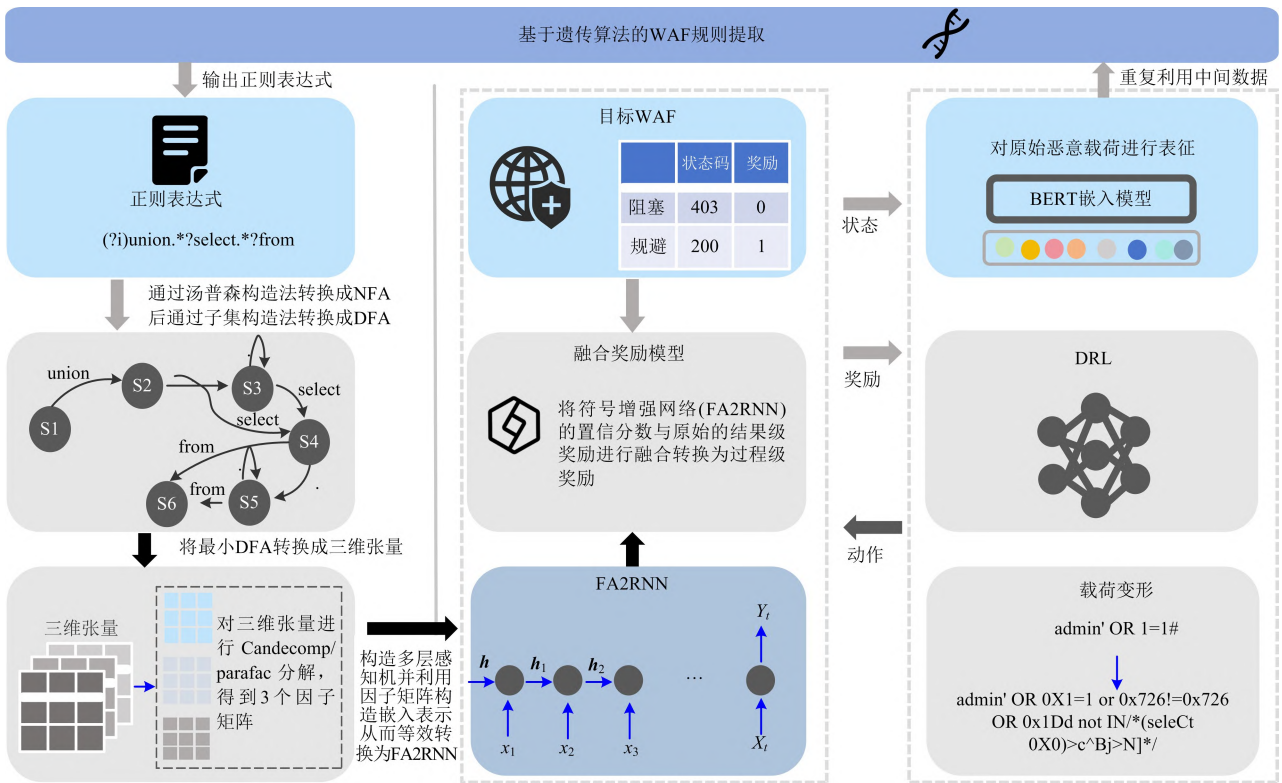 基于遗传算法的WAF规则提取
输出正则表达式
重复利用中间数据
正则表达式
(?i)union.*?select.*?from
通过汤普森构造法转换成NFA
后通过子集构造法转换成DFA
union
S1
S2
.
S3
select
select
S4
from
.
.
from
S5
S6
将最小DFA转换成三维张量
三维张量
对三维张量进
行 Candecomp/
parafac 分解，
得到3个因子
矩阵
构造多层感
知机并利用
因子矩阵构
造嵌入表示
从而等效转
换为FA2RNN
目标WAF
状态码 奖励
阻塞 403 0
规避 200 1
融合奖励模型
将符号增强网络(FA2RNN)
的置信分数与原始的结果级
奖励进行融合转换为过程级
奖励
FA2RNN
Yt
h h1 h2 …
x1 x2 x3 Xt
状态
奖励
动作
对原始恶意载荷进行表征
BERT嵌入模型
DRL
载荷变形
admin' OR 1=1#
admin' OR 0X1=1 or 0x726!=0x726
OR 0x1Dd not IN/*(seleCt
0X0)>c^Bj>N]*/